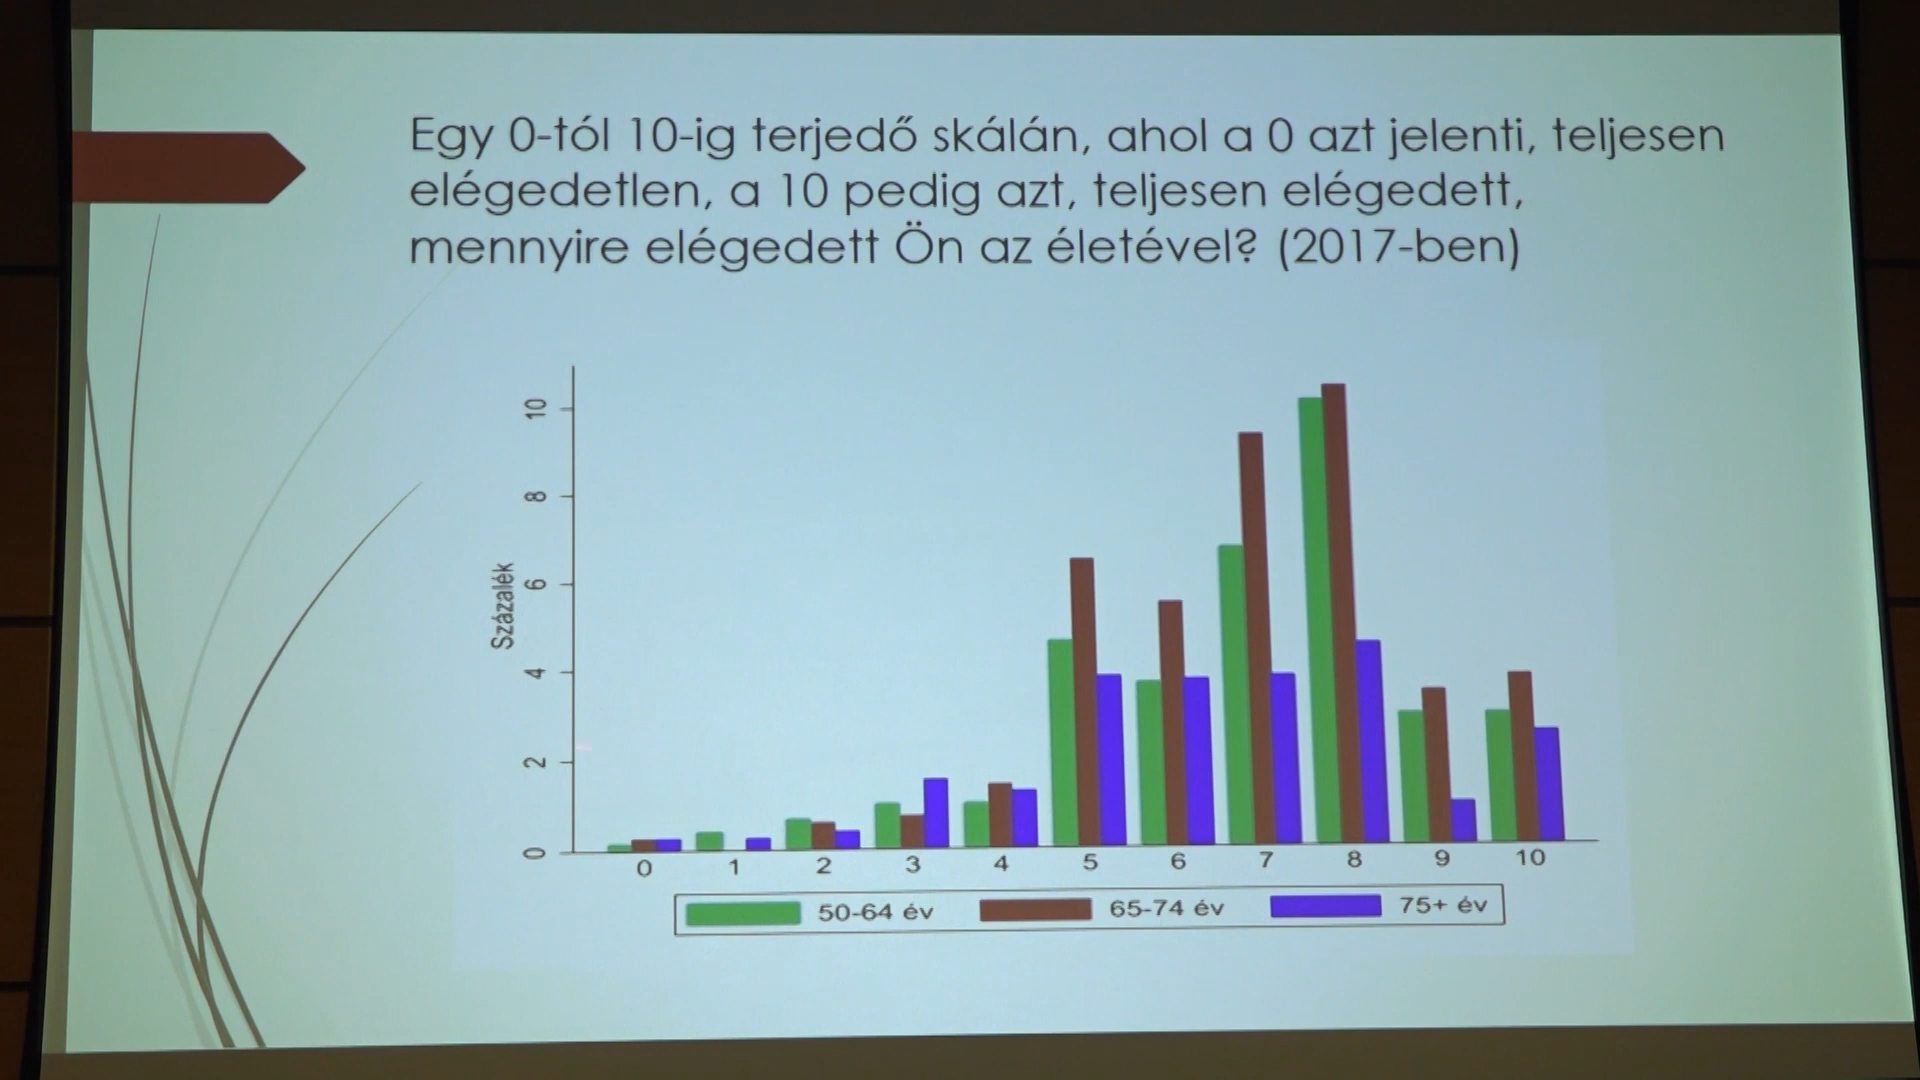 Egy 0-tól 10-ig terjedő skálán, ahol a 0 azt jelenti, teljesen
elégedetlen, a 10 pedig azt, teljesen elégedett,
mennyire elégedett Ön az életével? (2017-ben)
Százalék
10
8
6
4
2
0
0 1 2 3 4 5 6 7 8 9 10
50-64 év 65-74 év 75+ év